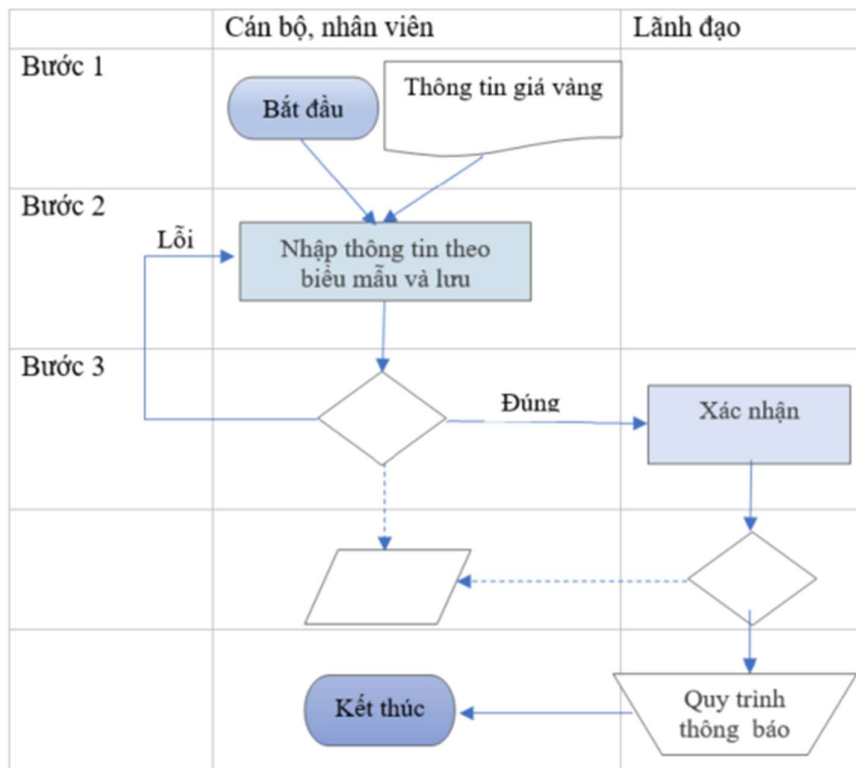 Cán bộ, nhân viên
Lãnh đạo
Bước 1
Bắt đầu
Thông tin giá vàng
Bước 2
Lỗi
Nhập thông tin theo
biểu mẫu và lưu
Bước 3
Đúng
Xác nhận
Kết thúc
Quy trình
thông báo